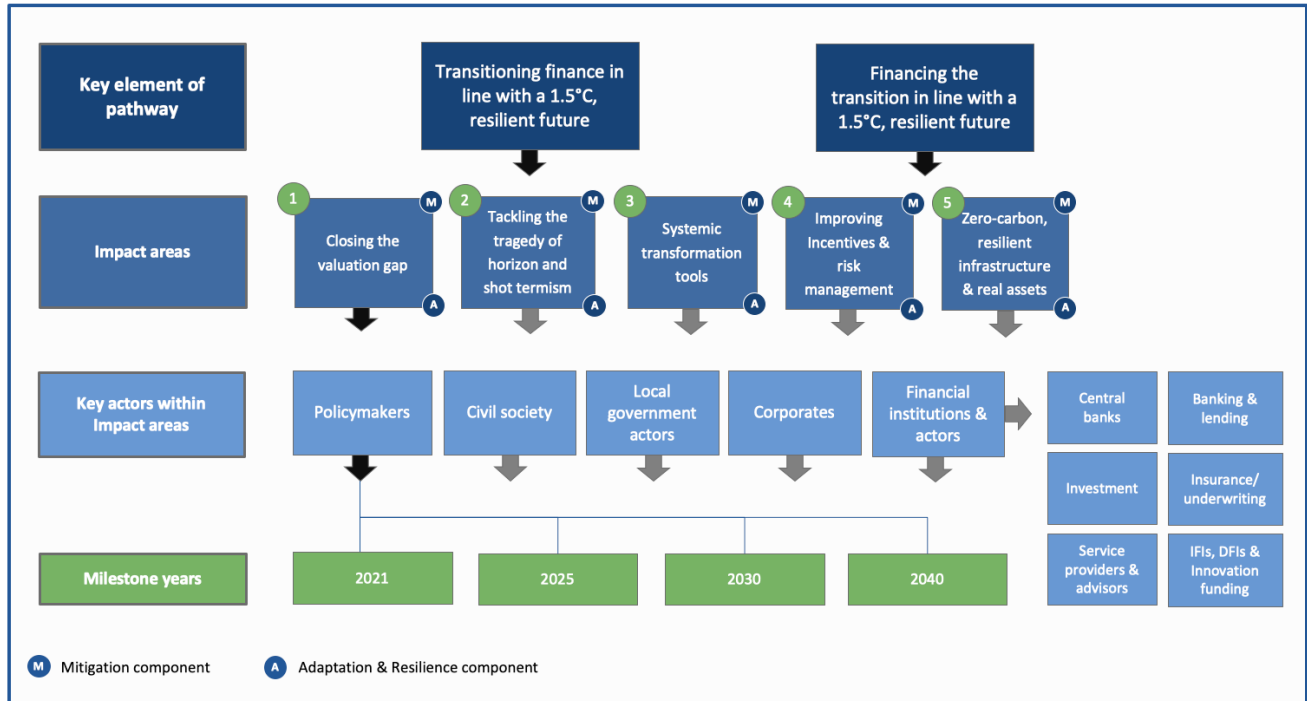 Key element of
pathway
Transitioning finance in
line with a 1.5°C,
resilient future
Financing the
transition in line with a
1.5°C, resilient future
Impact areas
1
M
Closing the
valuation gap
A
2
M
Tackling the
tragedy of
horizon and
shot termism
A
3
M
Systemic
transformation
tools
A
4
M
Improving
Incentives &
risk
management
A
5
M
Zero-carbon,
resilient
infrastructure
& real assets
A
Key actors within
Impact areas
Policymakers
Civil society
Local
government
actors
Corporates
Financial
institutions &
actors
Central
banks
Banking &
lending
Investment
Insurance/
underwriting
Service
providers &
advisors
IFIs, DFIs &
Innovation
funding
Milestone years
2021
2025
2030
2040
M Mitigation component
A Adaptation & Resilience component